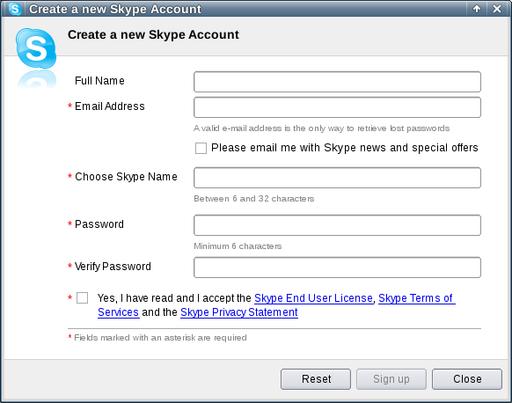 Create a new Skype Account
Create a new Skype Account
Full Name
* Email Address
A valid e-mail address is the only way to retrieve lost passwords
Please email me with Skype news and special offers
* Choose Skype Name
Between 6 and 32 characters
* Password
Minimum 6 characters
* Verify Password
* Yes, I have read and I accept the Skype End User License, Skype Terms of
Services and the Skype Privacy Statement
* Fields marked with an asterisk are required
Reset Sign up Close